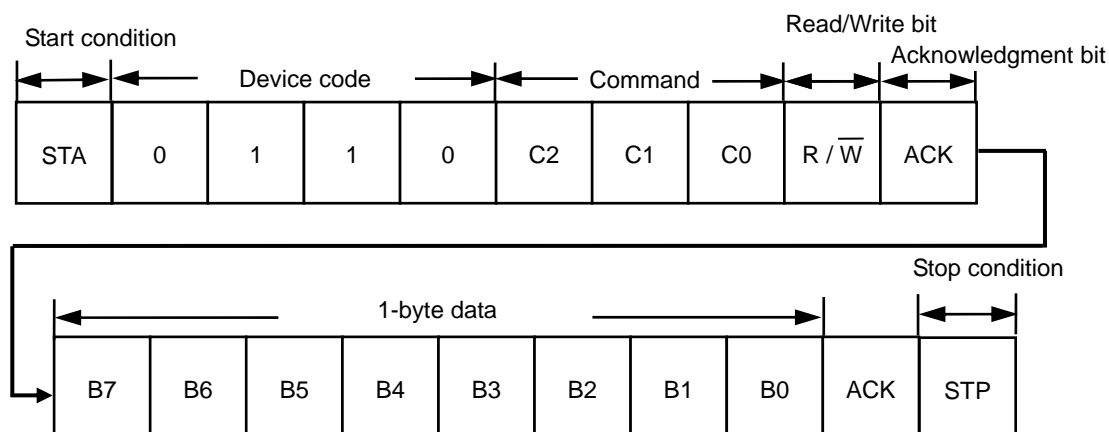 Read/Write bit
Start condition
Acknowledgment bit
Device code
Command
STA 0 1 1 0 C2 C1 C0 R / W̅ ACK
Stop condition
1-byte data
B7 B6 B5 B4 B3 B2 B1 B0 ACK STP